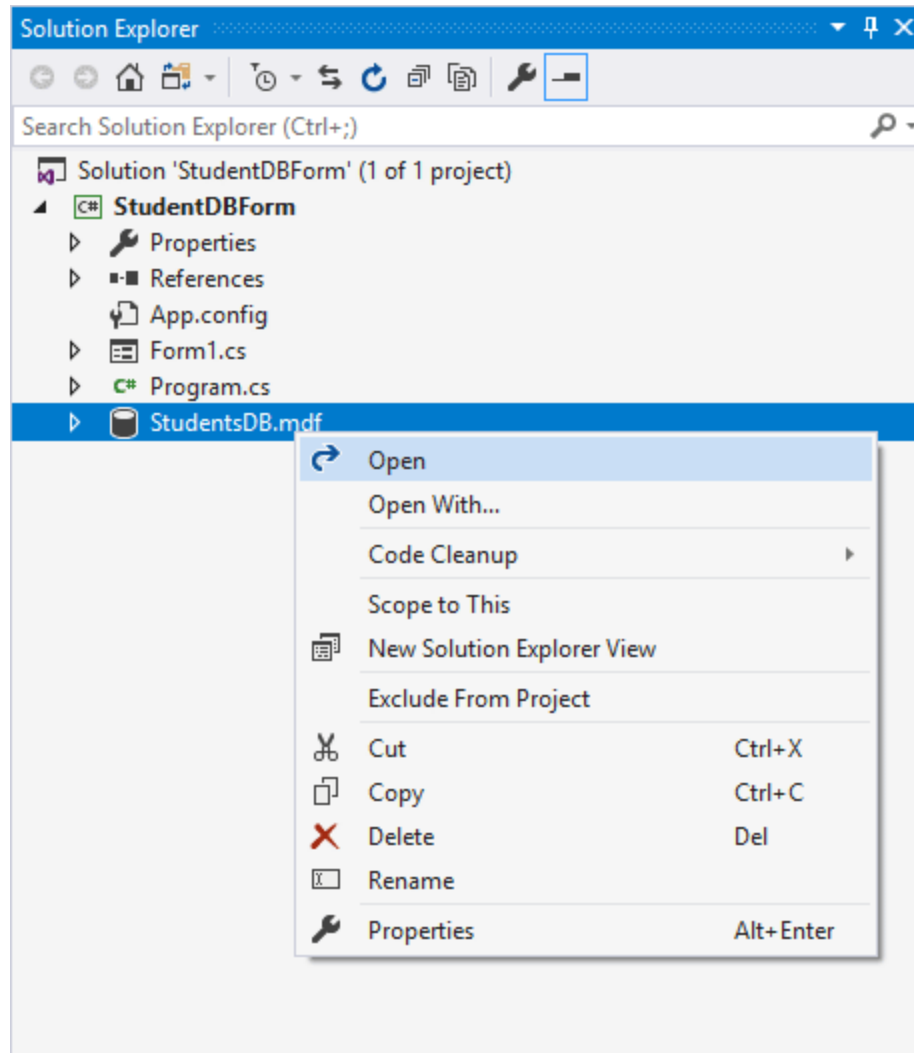 Solution Explorer
Search Solution Explorer (Ctrl+;)
Solution 'StudentDBForm' (1 of 1 project)
C# StudentDBForm
Properties
References
App.config
Form1.cs
C# Program.cs
StudentsDB.mdf
Open
Open With...
Code Cleanup
Scope to This
New Solution Explorer View
Exclude From Project
Cut Ctrl+X
Copy Ctrl+C
Delete Del
Rename
Properties Alt+Enter